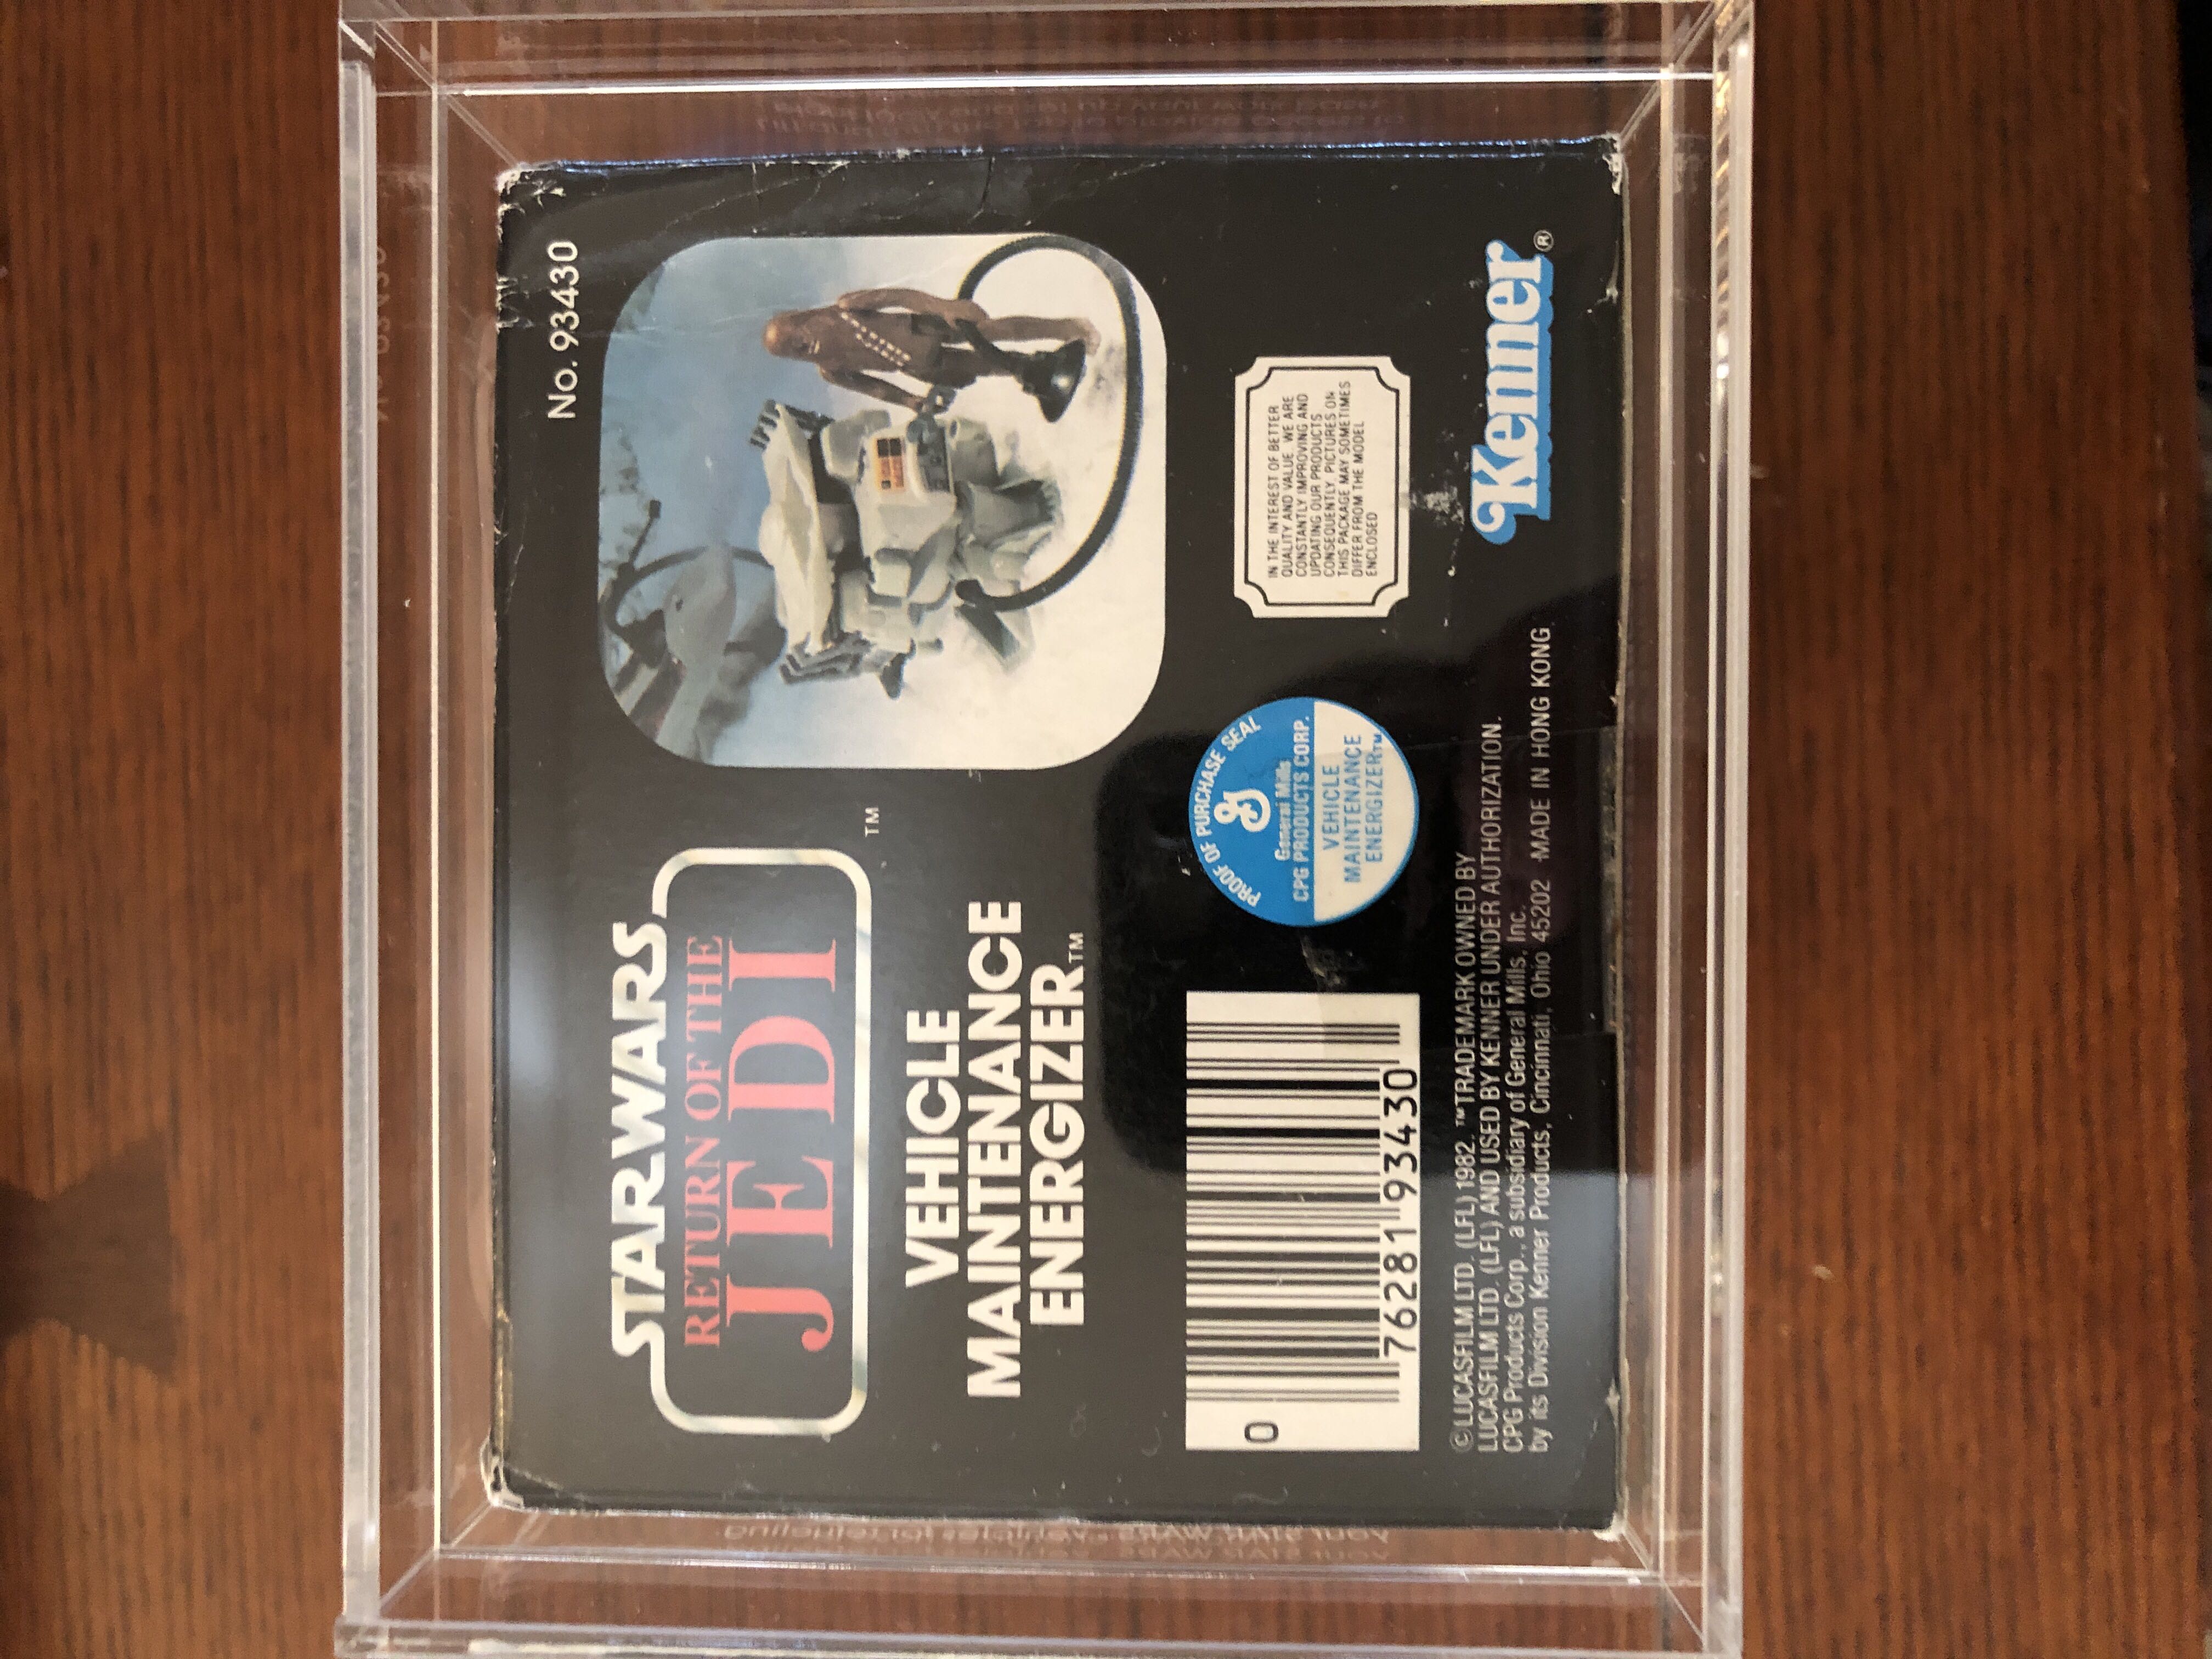 No. 93430
STAR WARS
RETURN OF THE
JEDI
TM
VEHICLE
MAINTENANCE
ENERGIZER™
PROOF OF PURCHASE SEAL
G
General Mills
CPG PRODUCTS CORP.
VEHICLE
MAINTENANCE
ENERGIZER™
IN THE INTEREST OF BETTER
QUALITY AND VALUE WE ARE
CONSTANTLY IMPROVING AND
UPDATING OUR PRODUCTS
CONSEQUENTLY, PICTURES ON
THIS PACKAGE MAY SOMETIMES
DIFFER FROM THE MODEL
ENCLOSED
0
76281 93430
Kenner®
© LUCASFILM LTD. (LFL) 1982. ™TRADEMARK OWNED BY
LUCASFILM LTD. (LFL) AND USED BY KENNER UNDER AUTHORIZATION.
CPG Products Corp., a subsidiary of General Mills, Inc.
by its Division Kenner Products, Cincinnati, Ohio 45202 MADE IN HONG KONG